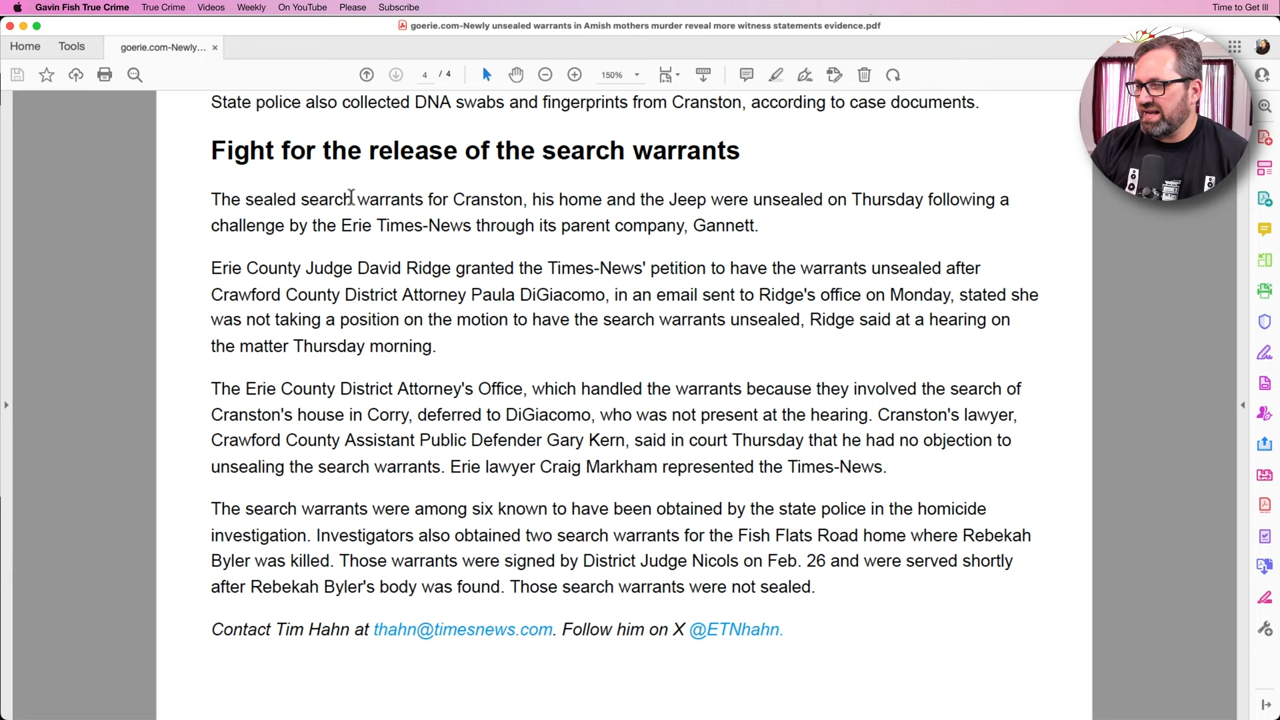 Gavin Fish True Crime True Crime Videos Weekly On YouTube Please Subscribe Time to Get Ill
goerie.com-Newly unsealed warrants in Amish mothers murder reveal more witness statements evidence.pdf
Home Tools goerie.com-Newly... ×
4 / 4 150%
State police also collected DNA swabs and fingerprints from Cranston, according to case documents.
Fight for the release of the search warrants
The sealed search warrants for Cranston, his home and the Jeep were unsealed on Thursday following a
challenge by the Erie Times-News through its parent company, Gannett.
Erie County Judge David Ridge granted the Times-News' petition to have the warrants unsealed after
Crawford County District Attorney Paula DiGiacomo, in an email sent to Ridge's office on Monday, stated she
was not taking a position on the motion to have the search warrants unsealed, Ridge said at a hearing on
the matter Thursday morning.
The Erie County District Attorney's Office, which handled the warrants because they involved the search of
Cranston's house in Corry, deferred to DiGiacomo, who was not present at the hearing. Cranston's lawyer,
Crawford County Assistant Public Defender Gary Kern, said in court Thursday that he had no objection to
unsealing the search warrants. Erie lawyer Craig Markham represented the Times-News.
The search warrants were among six known to have been obtained by the state police in the homicide
investigation. Investigators also obtained two search warrants for the Fish Flats Road home where Rebekah
Byler was killed. Those warrants were signed by District Judge Nicols on Feb. 26 and were served shortly
after Rebekah Byler's body was found. Those search warrants were not sealed.
Contact Tim Hahn at thahn@timesnews.com. Follow him on X @ETNhahn.